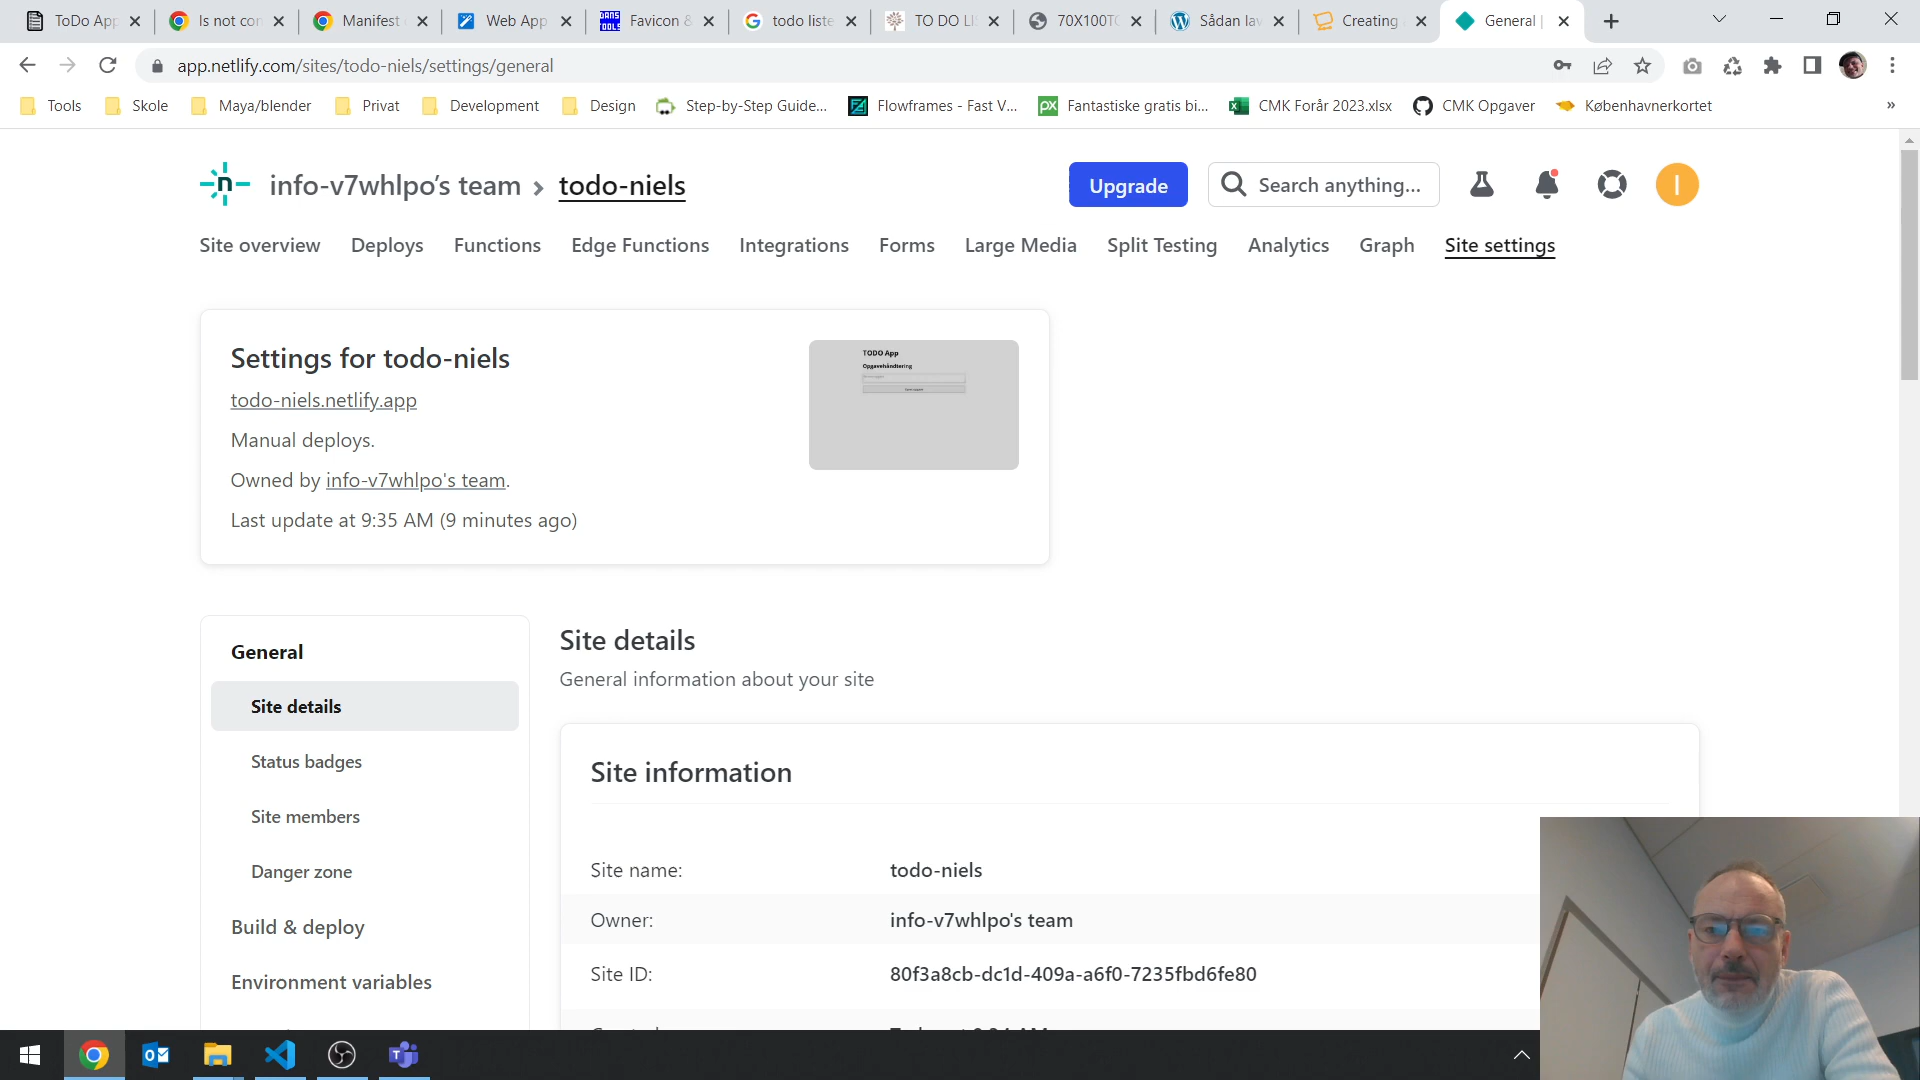 ToDo App
Is not con
Manifest
Web App
DANS TOOLS
Favicon &
todo liste
TO DO LI
70X100TO
Sådan lav
Creating
General |
app.netlify.com/sites/todo-niels/settings/general
Tools
Skole
Maya/blender
Privat
Development
Design
Step-by-Step Guide...
Flowframes - Fast V...
px
Fantastiske gratis bi...
CMK Forår 2023.xlsx
CMK Opgaver
Københavnerkortet
»
n
info-v7whlpo's team › todo-niels
Upgrade
Search anything...
I
Site overview
Deploys
Functions
Edge Functions
Integrations
Forms
Large Media
Split Testing
Analytics
Graph
Site settings
Settings for todo-niels
todo-niels.netlify.app
Manual deploys.
Owned by info-v7whlpo's team.
Last update at 9:35 AM (9 minutes ago)
TODO App
Opgavehåndtering
General
Site details
Status badges
Site members
Danger zone
Build & deploy
Environment variables
Site details
General information about your site
Site information
Site name: todo-niels
Owner: info-v7whlpo's team
Site ID: 80f3a8cb-dc1d-409a-a6f0-7235fbd6fe80